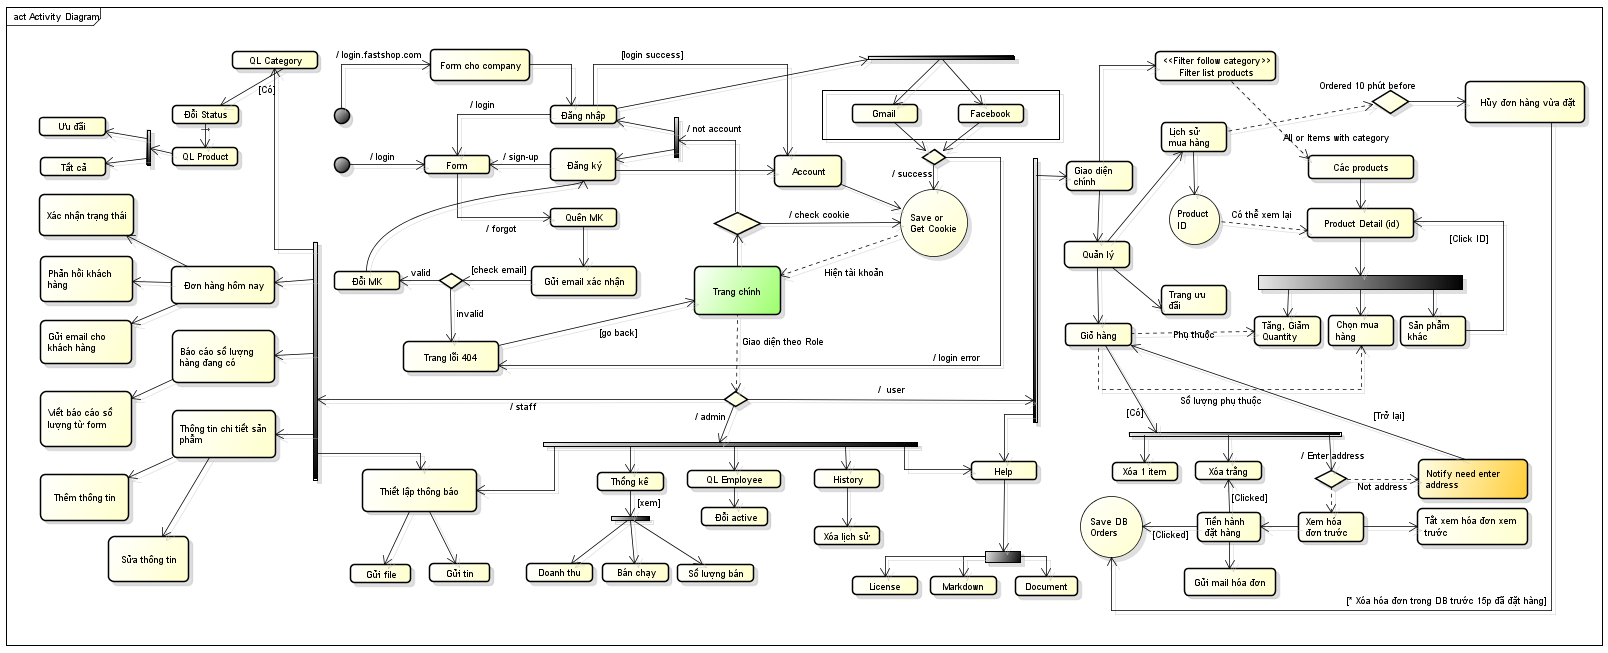 act Activity Diagram
QL Category
[Có]
Đổi Status
QL Product
Ưu đãi
Tất cả
Xác nhận trạng thái
Phản hồi khách
hàng
Gửi email cho
khách hàng
Đơn hàng hôm nay
Báo cáo số lượng
hàng đang có
Viết báo cáo số
lượng từ form
Thông tin chi tiết sản
phẩm
Thêm thông tin
Sửa thông tin
/ login.fastshop.com
Form cho company
[login success]
/ login
Đăng nhập
/ not account
/ login
Form
/ sign-up
Đăng ký
Account
Gmail
Facebook
/ success
Quên MK
/ forgot
/ check cookie
Save or
Get Cookie
Đổi MK
valid
[check email]
Gửi email xác nhận
invalid
Trang chính
Hiện tài khoản
[go back]
Trang lỗi 404
Giao diện theo Role
/ login error
/ staff
/ user
/ admin
Thiết lập thông báo
Gửi file
Gửi tin
Thống kê
[xem]
Doanh thu
Bán chạy
Số lượng bán
QL Employee
Đổi active
History
Xóa lịch sử
Help
License
Markdown
Document
<<Filter follow category>>
Filter list products
Ordered 10 phút before
Hủy đơn hàng vừa đặt
Lịch sử
mua hàng
All or Items with category
Giao diện
chính
Các products
Product
ID
Có thể xem lại
Product Detail (id)
[Click ID]
Quản lý
Trang ưu
đãi
Giỏ hàng
Phụ thuộc
Tăng, Giảm
Quantity
Chọn mua
hàng
Sản phẩm
khác
Số lượng phụ thuộc
[Có]
[Trở lại]
Xóa 1 item
Xóa trắng
/ Enter address
Notify need enter
address
Not address
[Clicked]
Save DB
Orders
[Clicked]
Tiến hành
đặt hàng
Xem hóa
đơn trước
Tắt xem hóa đơn xem
trước
Gửi mail hóa đơn
[* Xóa hóa đơn trong DB trước 15p đã đặt hàng]